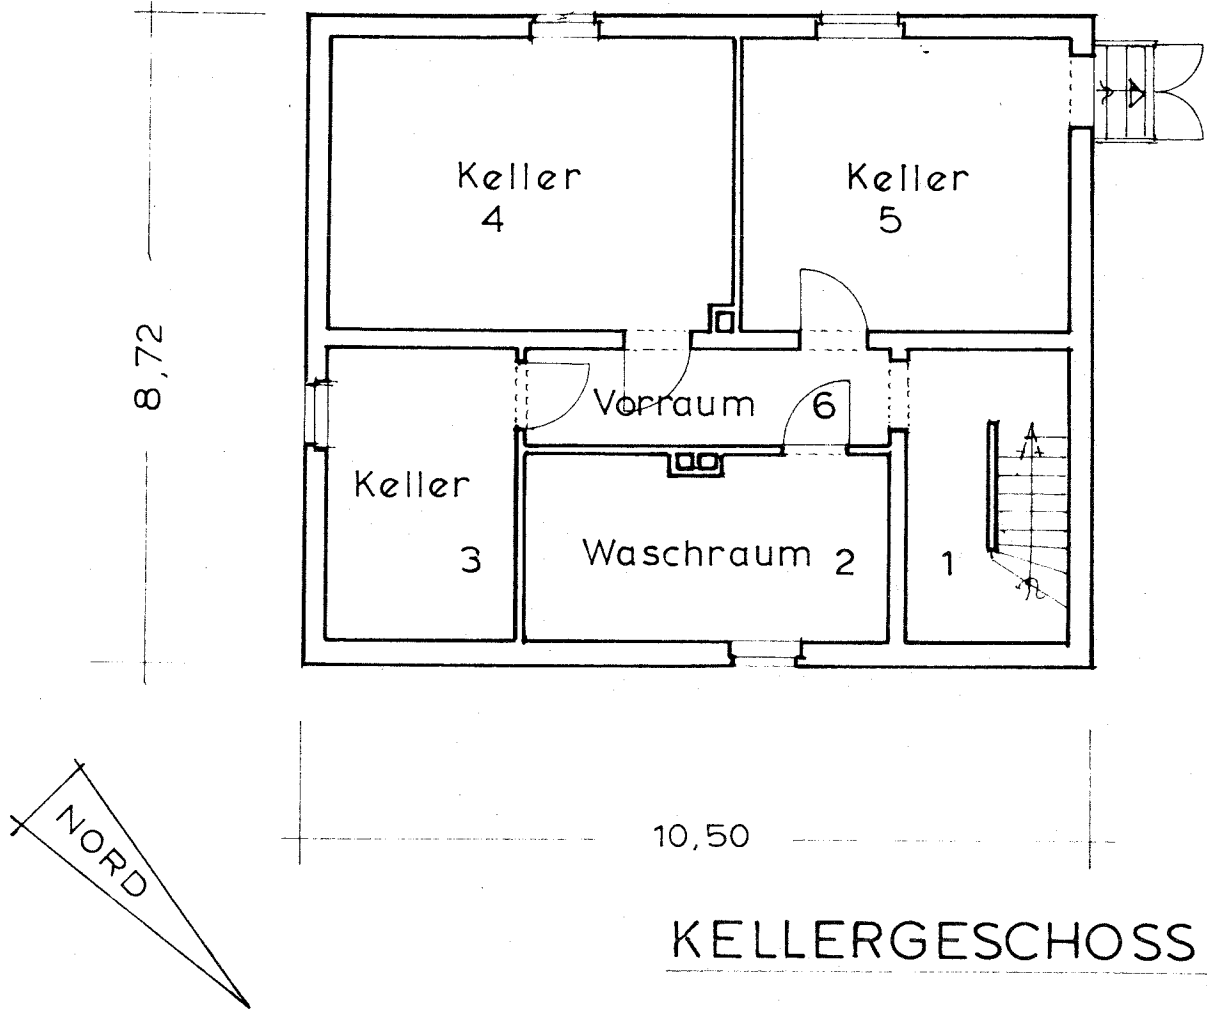 Keller
4
Keller
5
8,72
Vorraum 6
Keller
3
Waschraum 2
1
NORD
10,50
KELLERGESCHOSS